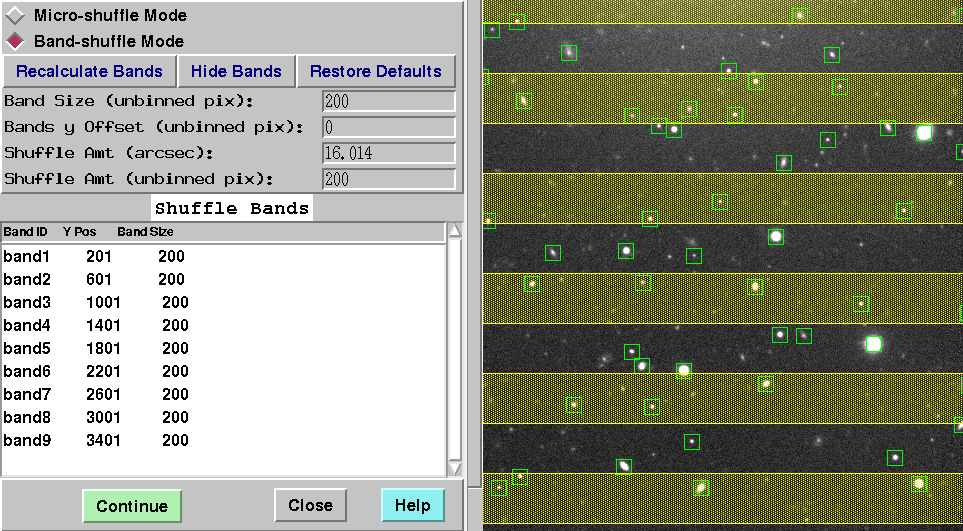 Micro-shuffle Mode
Band-shuffle Mode
Recalculate Bands Hide Bands Restore Defaults
Band Size (unbinned pix): 200
Bands y Offset (unbinned pix): 0
Shuffle Amt (arcsec): 16.014
Shuffle Amt (unbinned pix): 200
Shuffle Bands
Band ID Y Pos Band Size
band1 201 200
band2 601 200
band3 1001 200
band4 1401 200
band5 1801 200
band6 2201 200
band7 2601 200
band8 3001 200
band9 3401 200
Continue Close Help